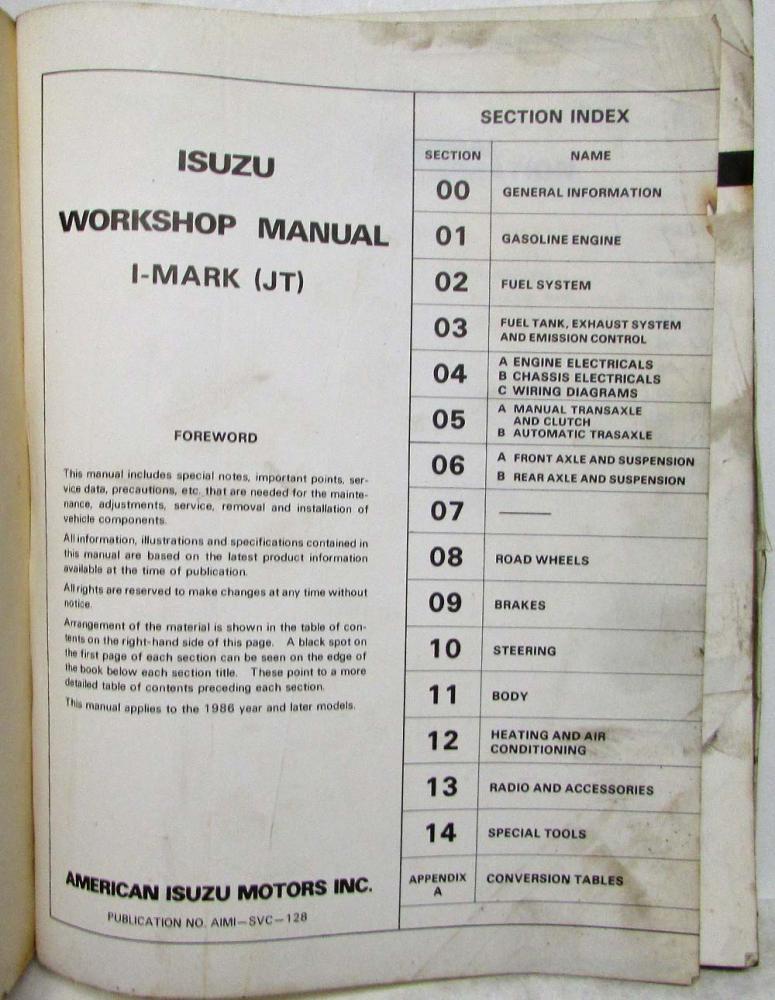 ISUZU
WORKSHOP MANUAL
I-MARK (JT)
FOREWORD
This manual includes special notes, important points, ser-
vice data, precautions, etc. that are needed for the mainte-
nance, adjustments, service, removal and installation of
vehicle components.
All information, illustrations and specifications contained in
this manual are based on the latest product information
available at the time of publication.
All rights are reserved to make changes at any time without
notice.
Arrangement of the material is shown in the table of con-
tents on the right-hand side of this page. A black spot on
the first page of each section can be seen on the edge of
the book below each section title. These point to a more
detailed table of contents preceding each section.
This manual applies to the 1986 year and later models.
AMERICAN ISUZU MOTORS INC.
PUBLICATION NO. AIMI-SVC-128
SECTION INDEX
SECTION NAME
00 GENERAL INFORMATION
01 GASOLINE ENGINE
02 FUEL SYSTEM
03 FUEL TANK, EXHAUST SYSTEM
AND EMISSION CONTROL
04 A ENGINE ELECTRICALS
B CHASSIS ELECTRICALS
C WIRING DIAGRAMS
05 A MANUAL TRANSAXLE
AND CLUTCH
B AUTOMATIC TRASAXLE
06 A FRONT AXLE AND SUSPENSION
B REAR AXLE AND SUSPENSION
07 ———
08 ROAD WHEELS
09 BRAKES
10 STEERING
11 BODY
12 HEATING AND AIR
CONDITIONING
13 RADIO AND ACCESSORIES
14 SPECIAL TOOLS
APPENDIX
A CONVERSION TABLES